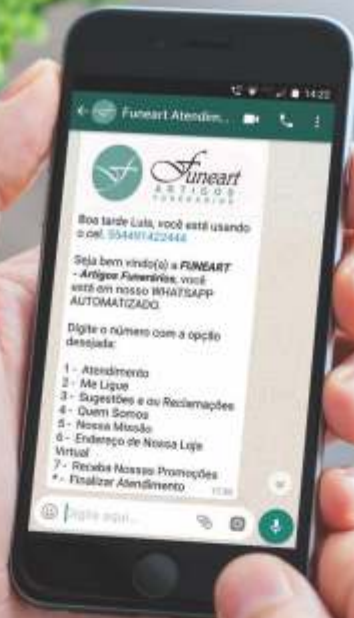 14:22
Funeart Atendim...
Funeart
ARTIGOS
FUNERÁRIOS
Boa tarde Luis, você está usando
o cel. 554491422444
Seja bem vindo(a) a FUNEART
- Artigos Funerários, você
está em nosso WHATSAPP
AUTOMATIZADO.
Digite o número com a opção
desejada:
1 - Atendimento
2 - Me Ligue
3 - Sugestões e ou Reclamações
4 - Quem Somos
5 - Nossa Missão
6 - Endereço de Nossa Loja
Virtual
7 - Receba Nossas Promoções
* - Finalizar Atendimento
Digite aqui...